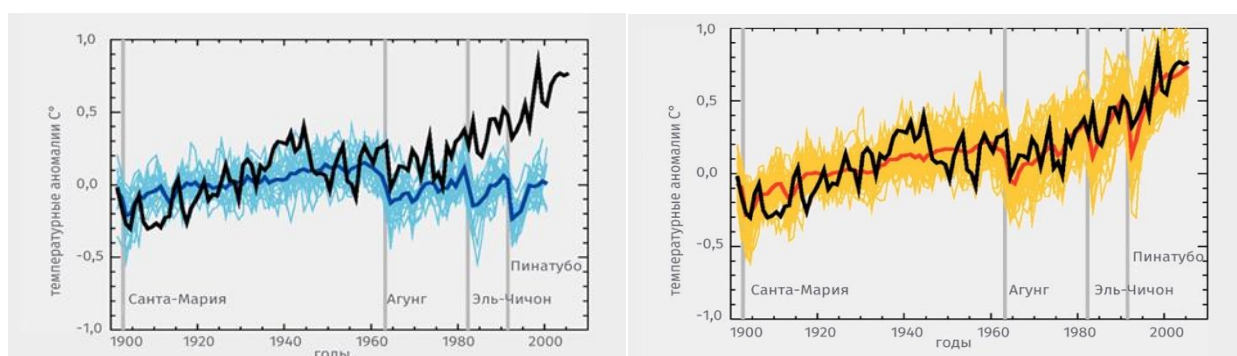 температурные аномалии C°
1,0
0,5
0,0
-0,5
-1,0
Санта-Мария
Агунг
Эль-Чичон
Пинатубо
1900 1920 1940 1960 1980 2000
годы
температурные аномалии C°
1,0
0,5
0,0
-0,5
-1,0
Санта-Мария
Агунг
Эль-Чичон
Пинатубо
1900 1920 1940 1960 1980 2000
годы